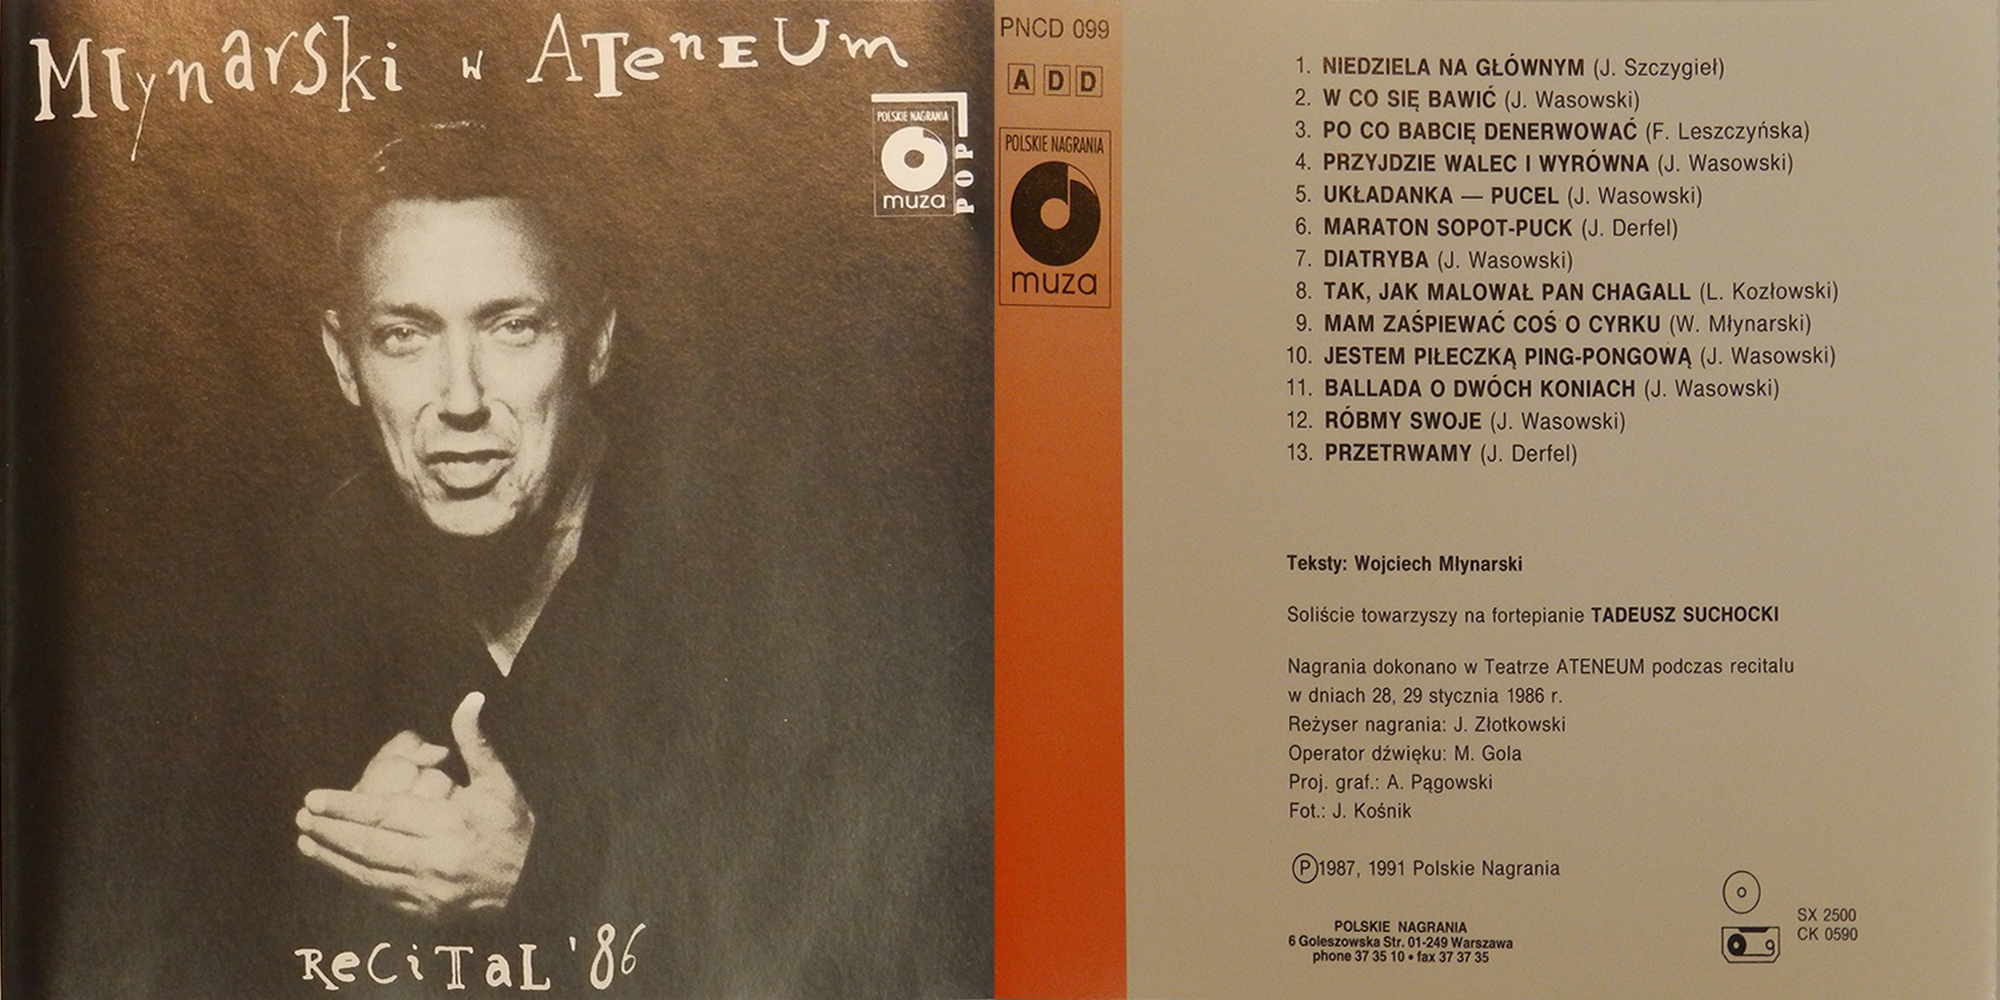 Młynarski w Ateneum
POLSKIE NAGRANIA
muza
POP
Recital '86
PNCD 099
A D D
POLSKIE NAGRANIA
muza
1. NIEDZIELA NA GŁÓWNYM (J. Szczygieł)
2. W CO SIĘ BAWIĆ (J. Wasowski)
3. PO CO BABCIĘ DENERWOWAĆ (F. Leszczyńska)
4. PRZYJDZIE WALEC I WYRÓWNA (J. Wasowski)
5. UKŁADANKA — PUCEL (J. Wasowski)
6. MARATON SOPOT-PUCK (J. Derfel)
7. DIATRYBA (J. Wasowski)
8. TAK, JAK MALOWAŁ PAN CHAGALL (L. Kozłowski)
9. MAM ZAŚPIEWAĆ COŚ O CYRKU (W. Młynarski)
10. JESTEM PIŁECZKĄ PING-PONGOWĄ (J. Wasowski)
11. BALLADA O DWÓCH KONIACH (J. Wasowski)
12. RÓBMY SWOJE (J. Wasowski)
13. PRZETRWAMY (J. Derfel)
Teksty: Wojciech Młynarski
Soliście towarzyszy na fortepianie TADEUSZ SUCHOCKI
Nagrania dokonano w Teatrze ATENEUM podczas recitalu
w dniach 28, 29 stycznia 1986 r.
Reżyser nagrania: J. Złotkowski
Operator dźwięku: M. Gola
Proj. graf.: A. Pągowski
Fot.: J. Kośnik
Ⓟ1987, 1991 Polskie Nagrania
POLSKIE NAGRANIA
6 Goleszowska Str. 01-249 Warszawa
phone 37 35 10 • fax 37 37 35
SX 2500
CK 0590